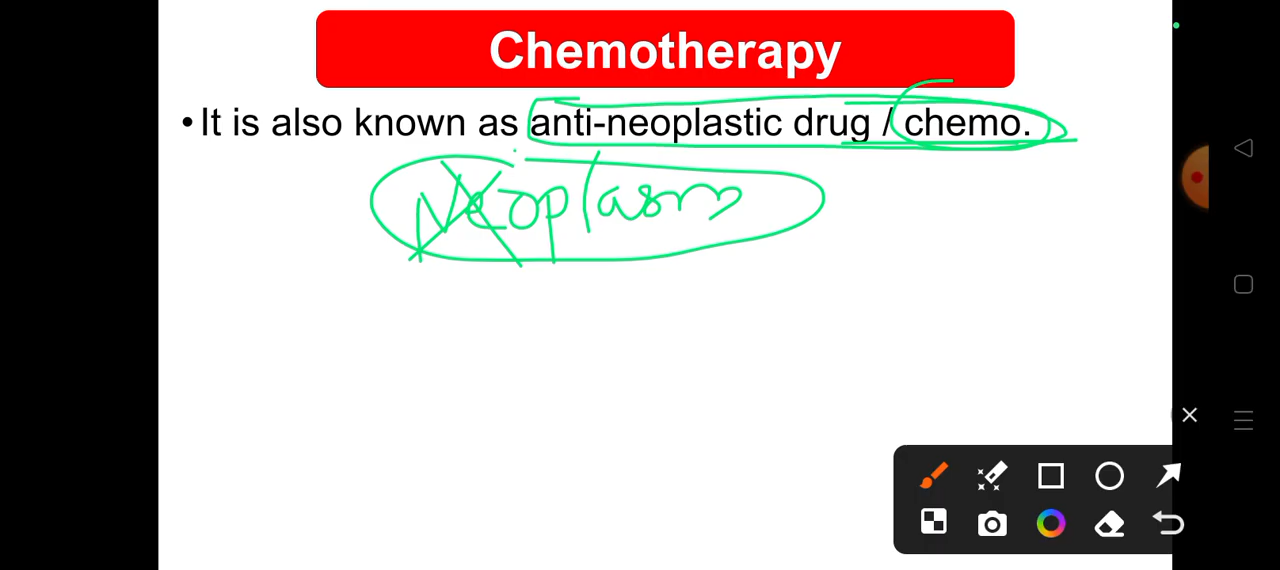 Chemotherapy
• It is also known as anti-neoplastic drug / chemo.
Neoplasm